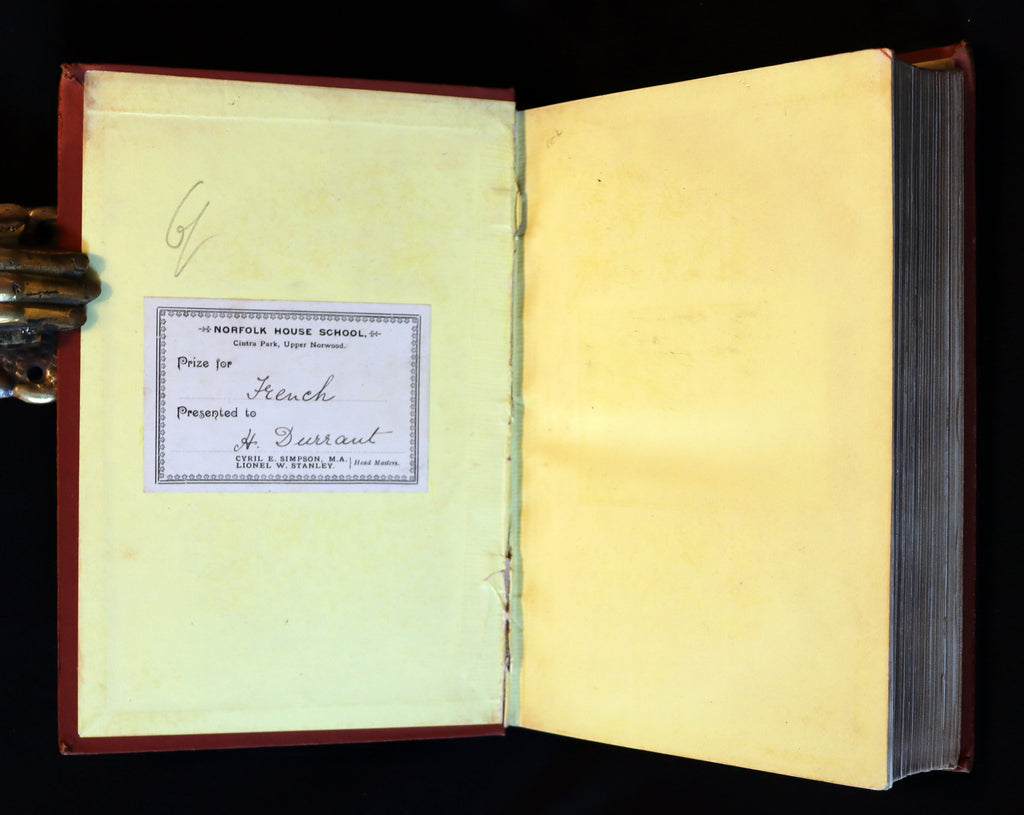 6/
NORFOLK HOUSE SCHOOL,
Cintra Park, Upper Norwood.
Prize for
French
Presented to
H. Durrant
CYRIL E. SIMPSON, M.A.
LIONEL W. STANLEY.
Head Masters.